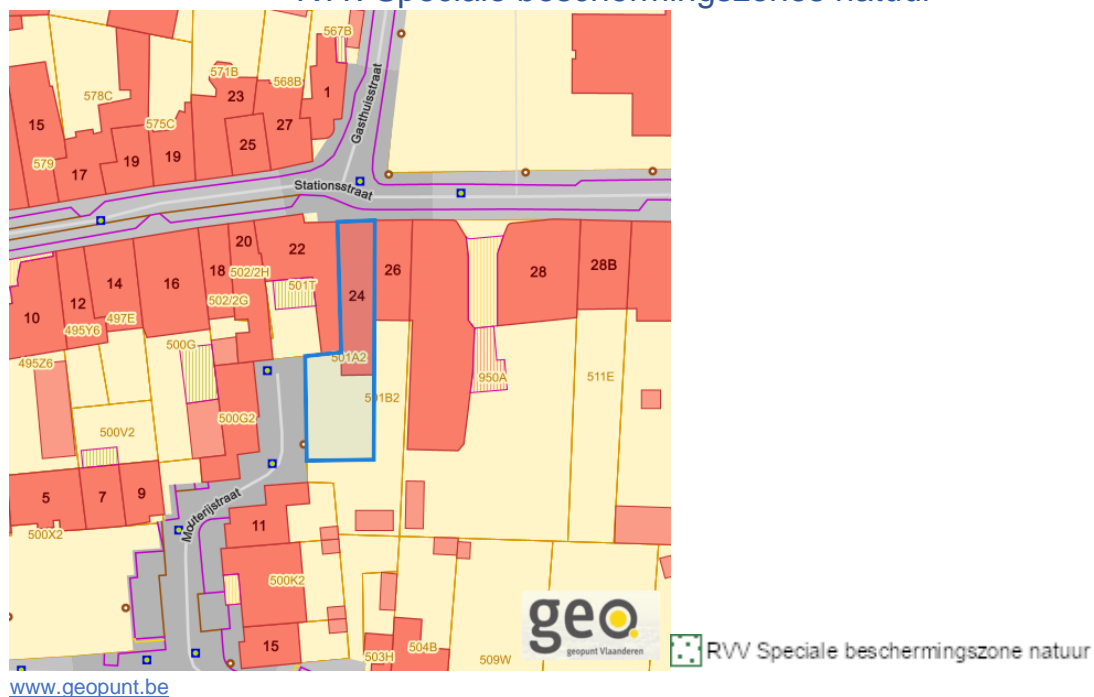 RVV Speciale beschermingszones natuur
567B
571B
578C
568B
23
1
Gasthuisstraat
15
575C
27
25
19
19
579
17
Stationsstraat
20
22
18
502/2H
26
28
28B
14
16
501T
24
12
502/2G
10
497E
495Y6
500G
495Z6
501A2
950A
511E
501B2
500G2
500V2
5
7
9
Mouterijstraat
11
500X2
500K2
geo.
geopunt Vlaanderen
15
503H
504B
509W
RVV Speciale beschermingszone natuur
www.geopunt.be